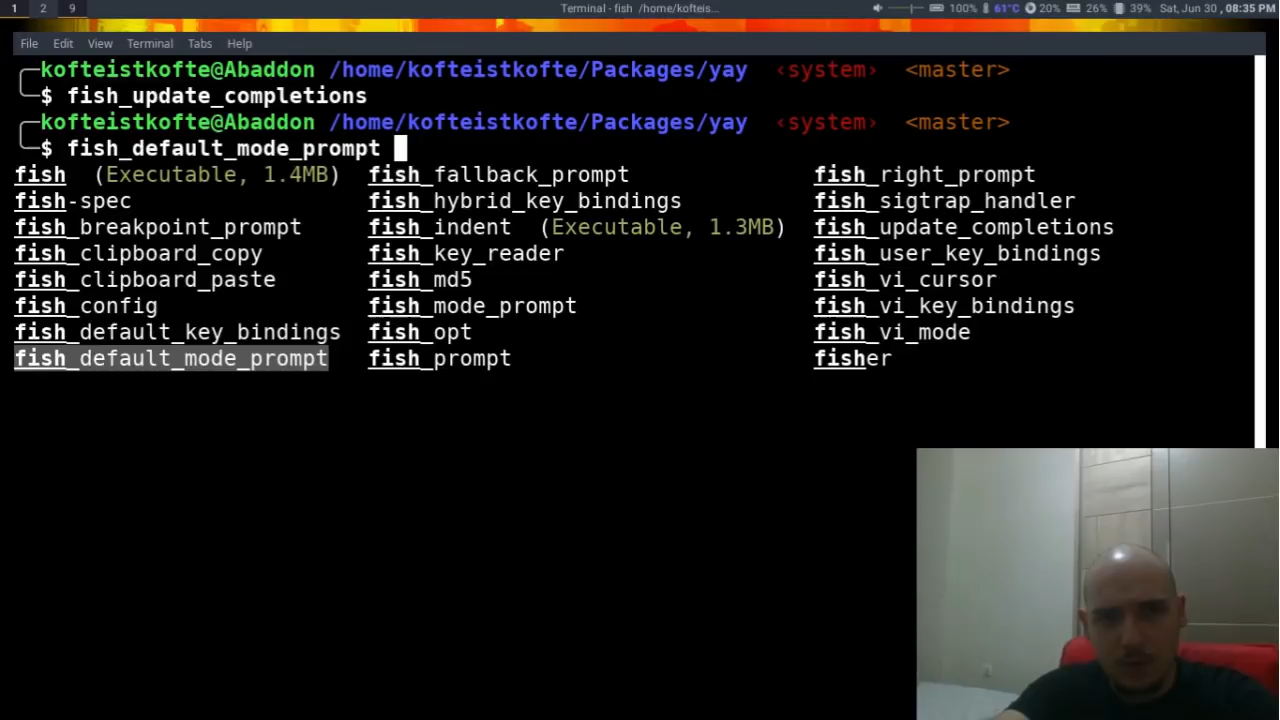 1 2 9 Terminal - fish /home/kofteis... 100% 61°C 20% 26% 39% Sat, Jun 30 , 08:35 PM
File Edit View Terminal Tabs Help
kofteistkofte@Abaddon /home/kofteistkofte/Packages/yay ‹system› <master>
$ fish_update_completions
kofteistkofte@Abaddon /home/kofteistkofte/Packages/yay ‹system› <master>
$ fish_default_mode_prompt
fish (Executable, 1.4MB) fish_fallback_prompt fish_right_prompt
fish-spec fish_hybrid_key_bindings fish_sigtrap_handler
fish_breakpoint_prompt fish_indent (Executable, 1.3MB) fish_update_completions
fish_clipboard_copy fish_key_reader fish_user_key_bindings
fish_clipboard_paste fish_md5 fish_vi_cursor
fish_config fish_mode_prompt fish_vi_key_bindings
fish_default_key_bindings fish_opt fish_vi_mode
fish_default_mode_prompt fish_prompt fisher